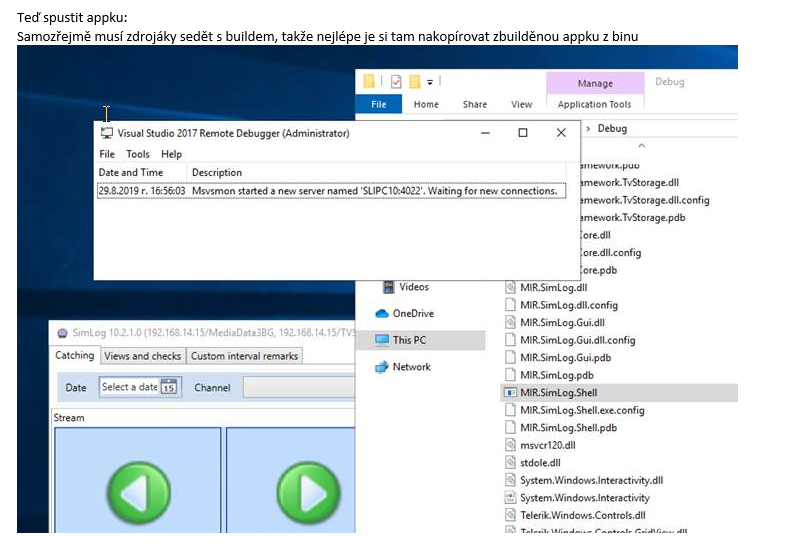 Teď spustit appku:
Samozřejmě musí zdrojáky sedět s buildem, takže nejlépe je si tam nakopírovat zbuilděnou appku z binu
Manage
Debug
File
Home
Share
View
Application Tools
› Debug
Visual Studio 2017 Remote Debugger (Administrator)
File Tools Help
Date and Time
Description
29.8.2019 г. 16:56:03
Msvsmon started a new server named 'SLIPC10:4022'. Waiting for new connections.
amework.TvStorage.dll
amework.TvStorage.dll.config
amework.TvStorage.pdb
Core.dll
Core.dll.config
Core.pdb
Videos
OneDrive
This PC
Network
MIR.SimLog.dll
MIR.SimLog.dll.config
MIR.SimLog.Gui.dll
MIR.SimLog.Gui.dll.config
MIR.SimLog.Gui.pdb
MIR.SimLog.pdb
MIR.SimLog.Shell
MIR.SimLog.Shell.exe.config
MIR.SimLog.Shell.pdb
msvcr120.dll
stdole.dll
System.Windows.Interactivity.dll
System.Windows.Interactivity
Telerik.Windows.Controls.dll
Telerik.Windows.Controls.GridView.dll
SimLog 10.2.1.0 (192.168.14.15/MediaData3BG, 192.168.14.15/TVS
Catching
Views and checks
Custom interval remarks
Date
Select a date
15
Channel
Stream